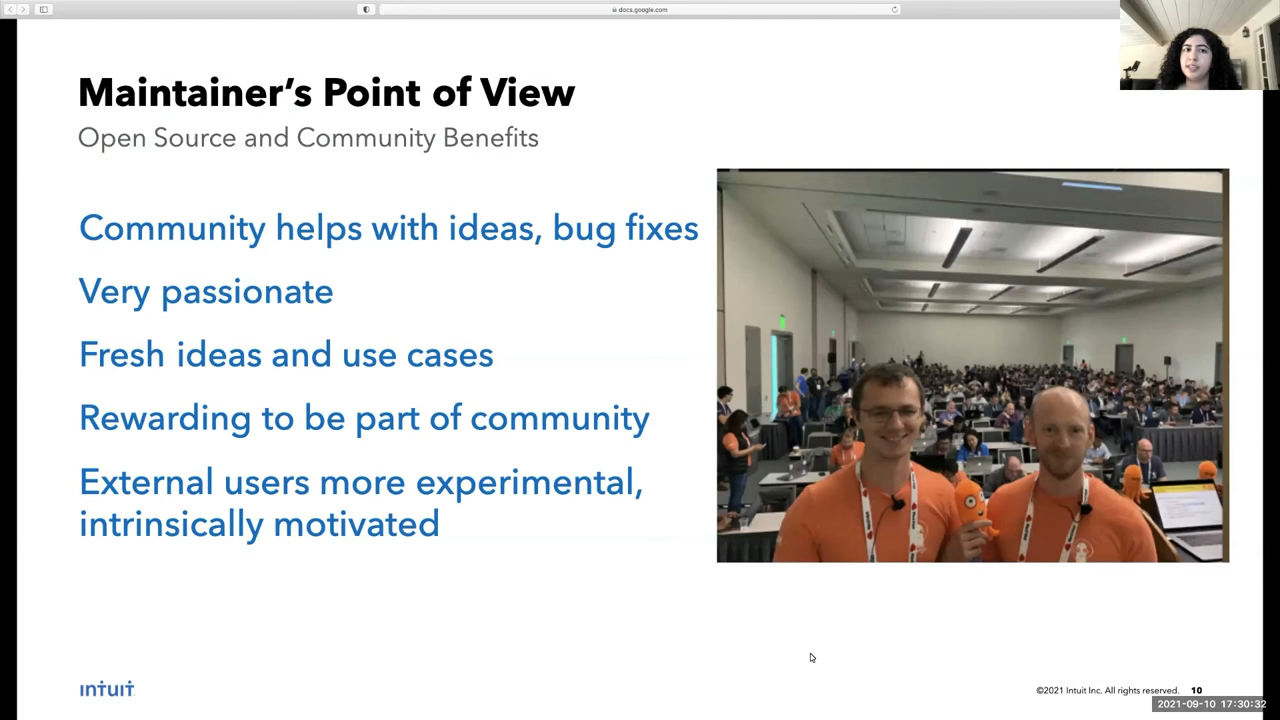 docs.google.com
Maintainer's Point of View
Open Source and Community Benefits
Community helps with ideas, bug fixes
Very passionate
Fresh ideas and use cases
Rewarding to be part of community
External users more experimental,
intrinsically motivated
intuit
©2021 Intuit Inc. All rights reserved. 10
2021-09-10 17:30:32